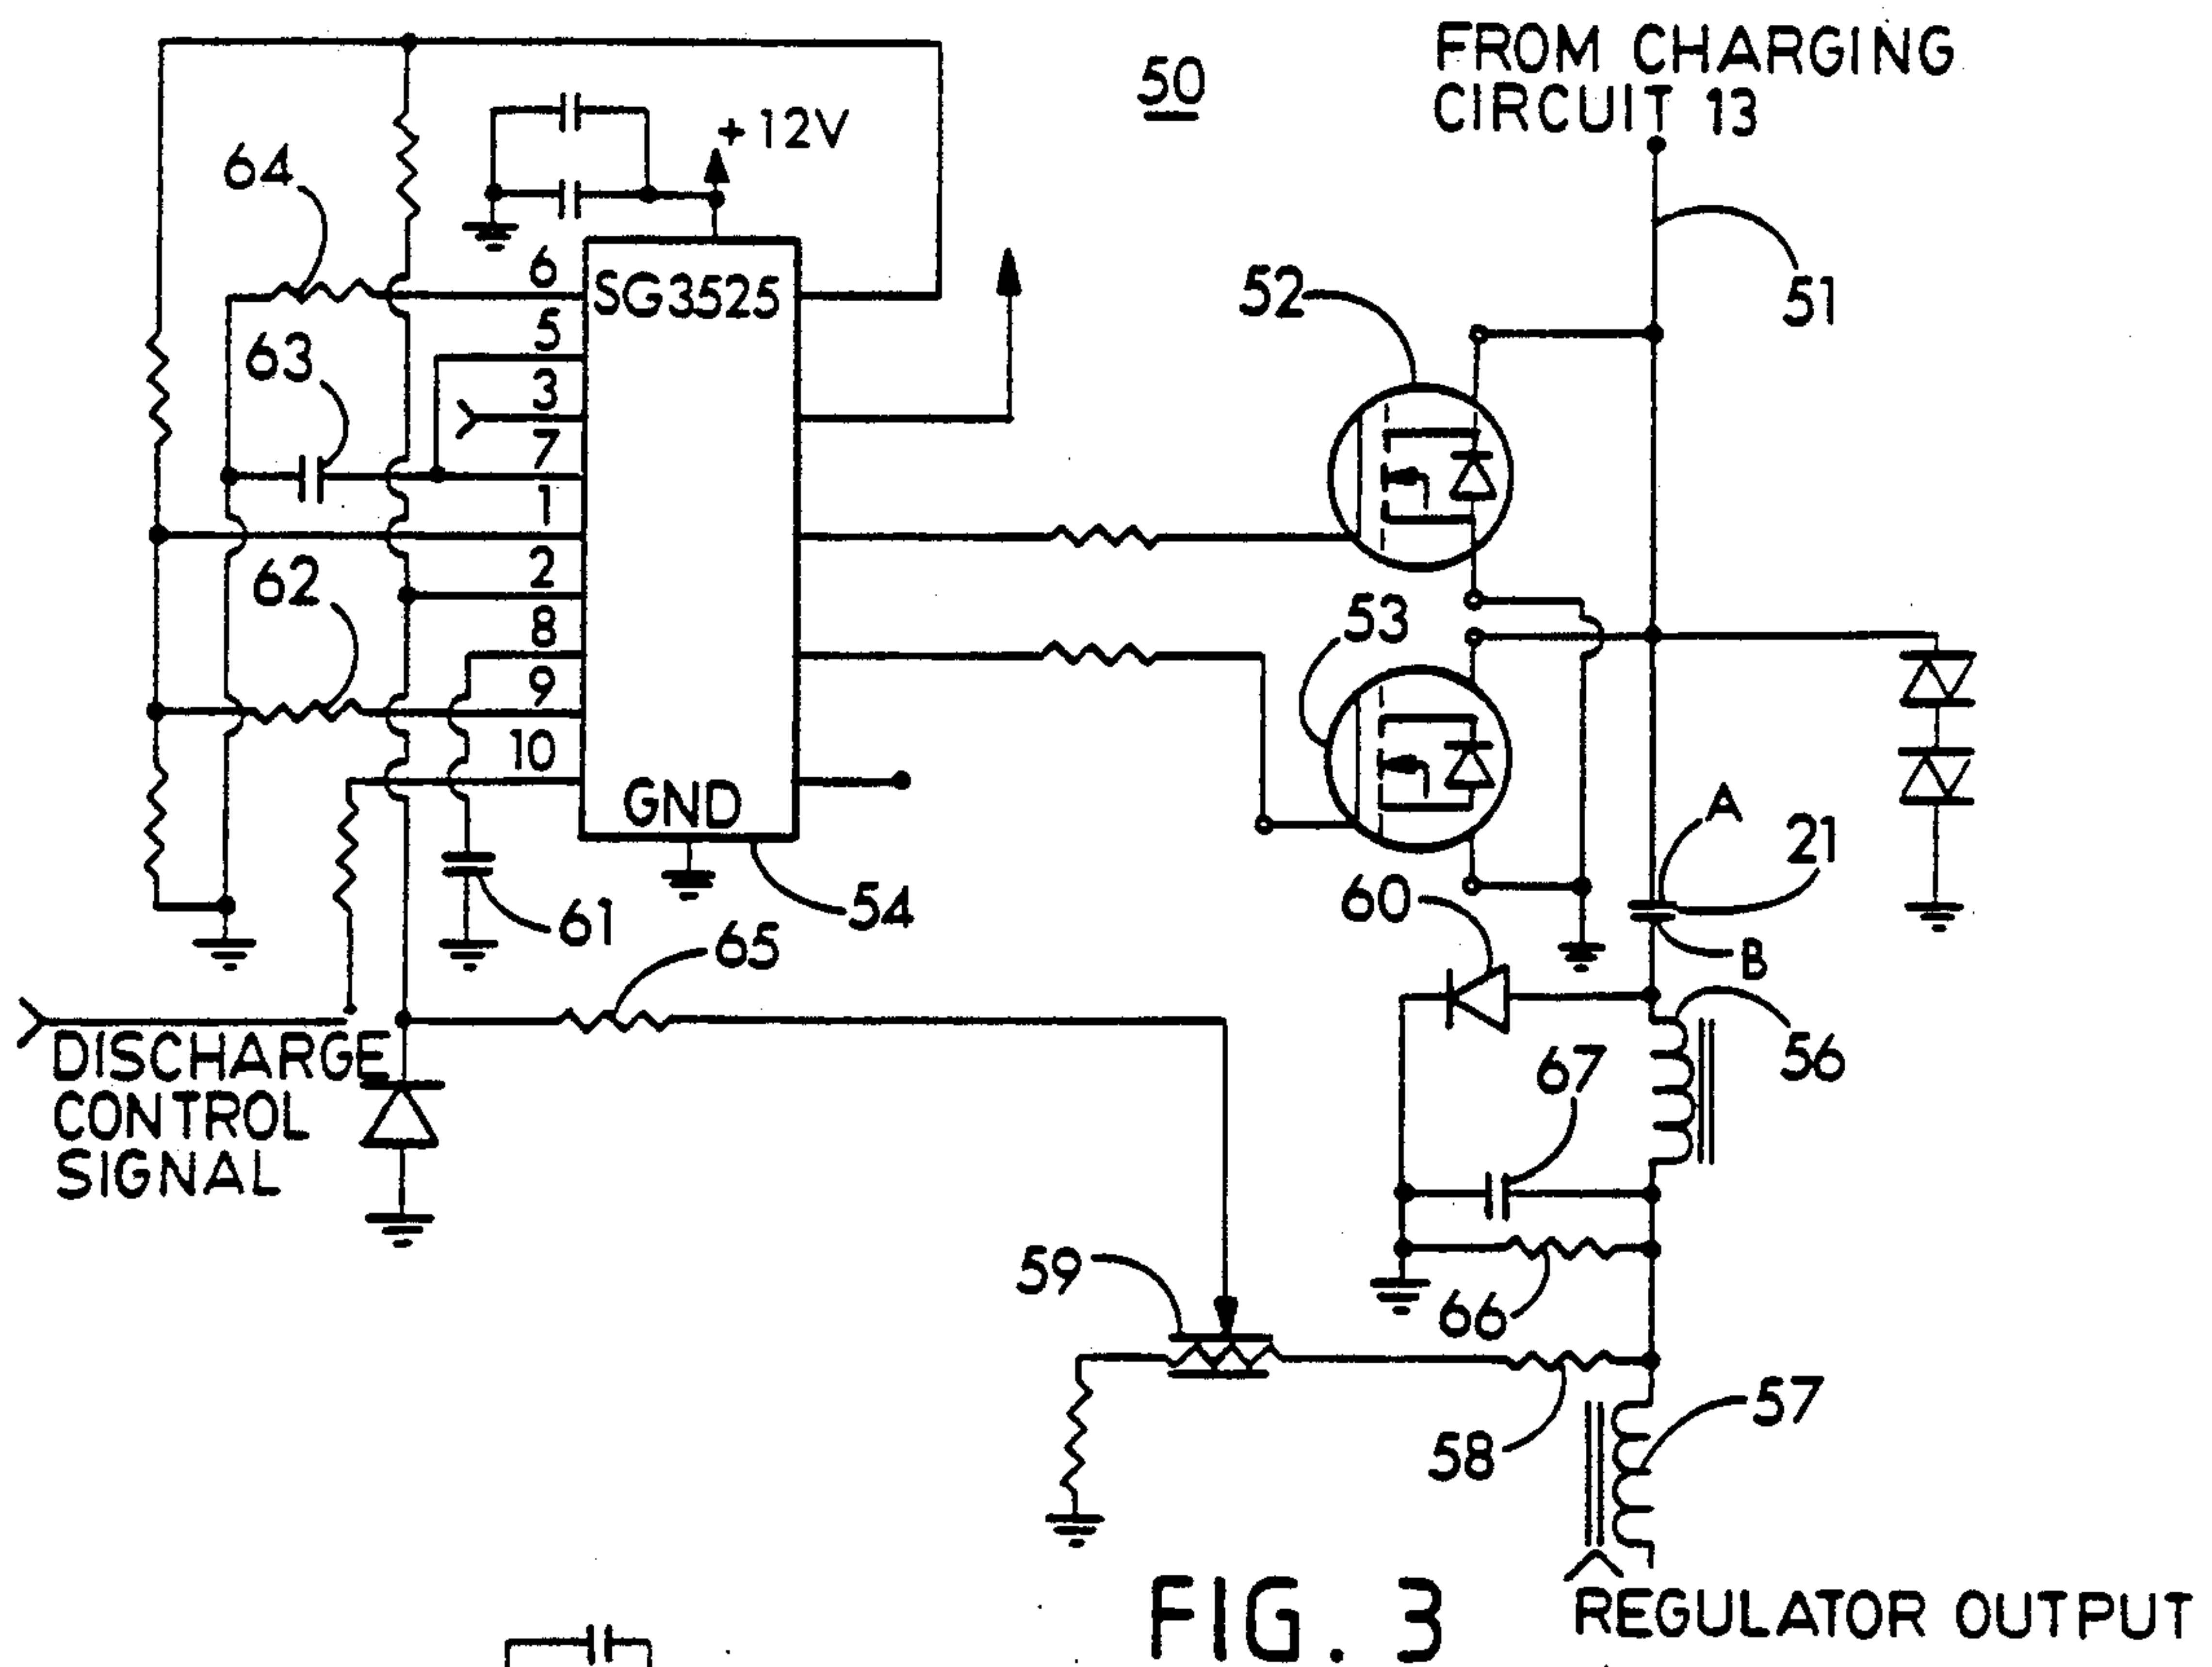 50
FROM CHARGING
CIRCUIT 13
+ 12V
64
6
SG3525
5
63
3
7
1
2
62
8
9
10
GND
54
61
65
52
51
53
A
21
B
60
56
67
DISCHARGE
CONTROL
SIGNAL
59
66
58
57
FIG. 3
REGULATOR OUTPUT